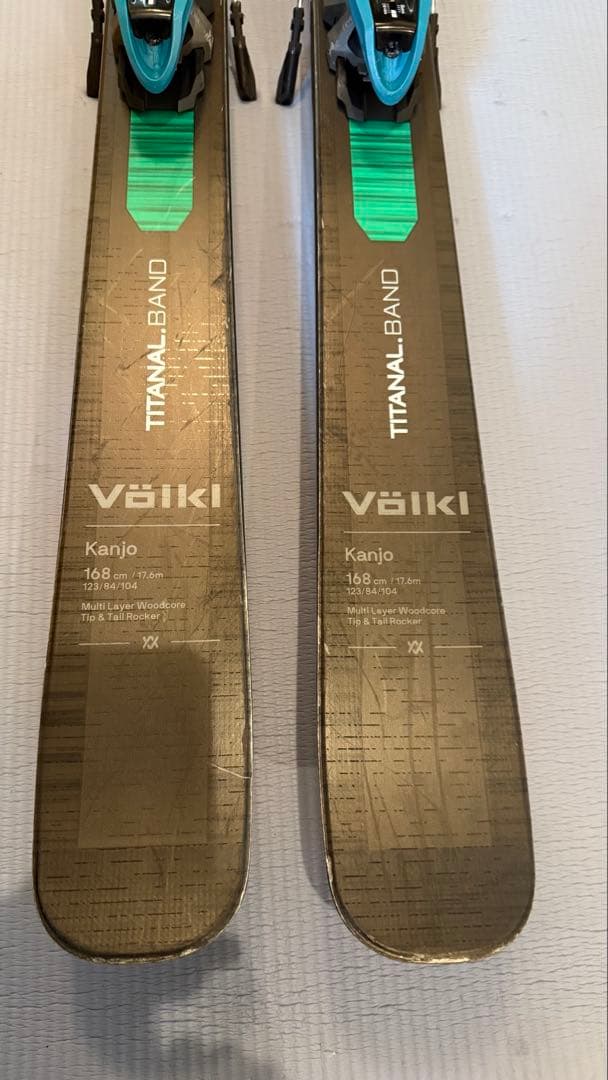 TITANAL.BAND
Völkl
Kanjo
168 cm / 17.6m
123/84/104
Multi Layer Woodcore
Tip & Tail Rocker
TITANAL.BAND
Völkl
Kanjo
168 cm / 17.6m
123/84/104
Multi Layer Woodcore
Tip & Tail Rocker